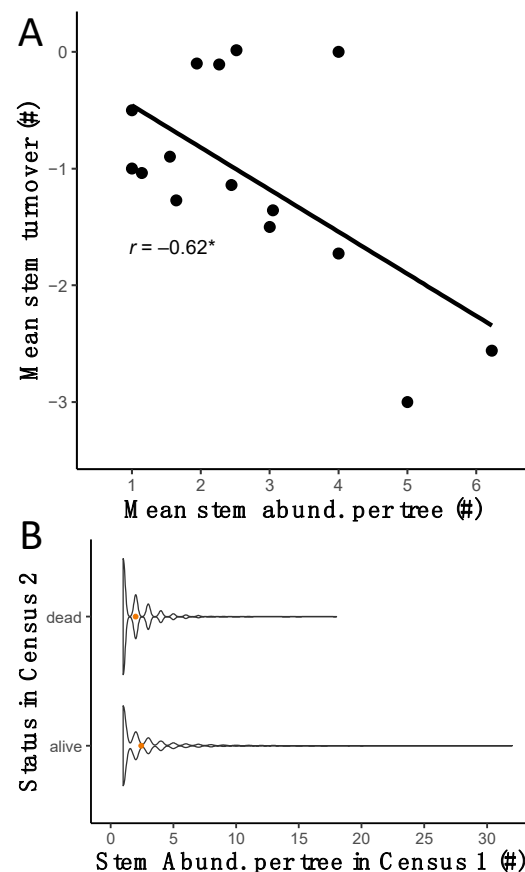 A
Mean stem turnover (#)
0
−1
−2
−3
r = –0.62*
1 2 3 4 5 6
Mean stem abund. per tree (#)
B
Status in Census 2
dead
alive
0 5 10 15 20 25 30
Stem Abund. per tree in Census 1 (#)